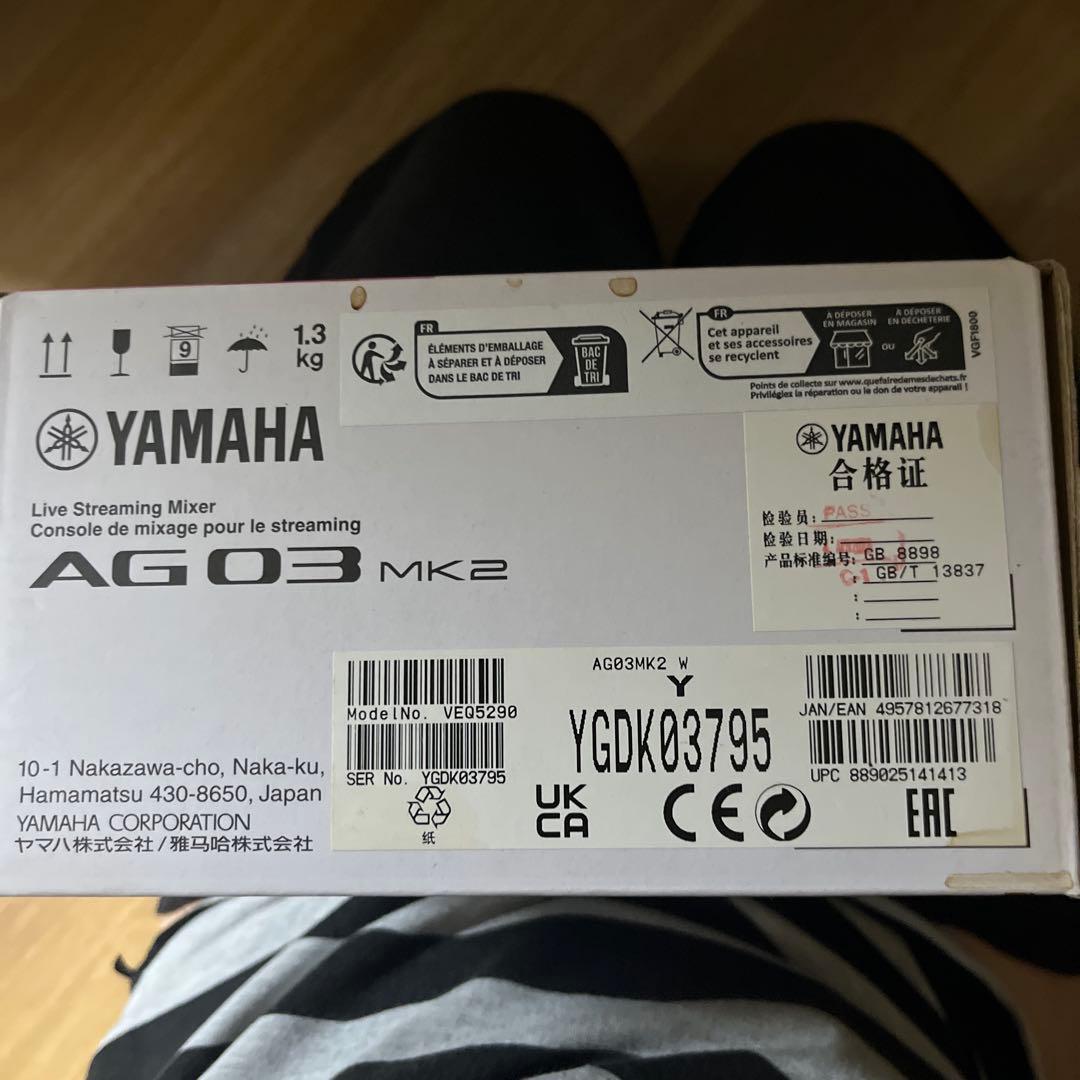 1.3
kg
9
FR
ÉLÉMENTS D'EMBALLAGE
À SÉPARER ET À DÉPOSER
DANS LE BAC DE TRI
BAC
DE
TRI
FR
Cet appareil
et ses accessoires
se recyclent
À DÉPOSER
EN MAGASIN
OU
À DÉPOSER
EN DÉCHÈTERIE
Points de collecte sur www.quefairedemesdechets.fr
Privilégiez la réparation ou le don de votre appareil !
VGF1800
YAMAHA
Live Streaming Mixer
Console de mixage pour le streaming
AG03 MK2
YAMAHA
合格证
检验员: PASS
检验日期:
产品标准编号: GB 8898
: GB/T 13837
:
:
AG03MK2 W
Y
YGDK03795
ModelNo. VEQ5290
SER No. YGDK03795
JAN/EAN 4957812677318
UPC 889025141413
纸
UK
CA
CE
EAC
10-1 Nakazawa-cho, Naka-ku,
Hamamatsu 430-8650, Japan
YAMAHA CORPORATION
ヤマハ株式会社/雅马哈株式会社